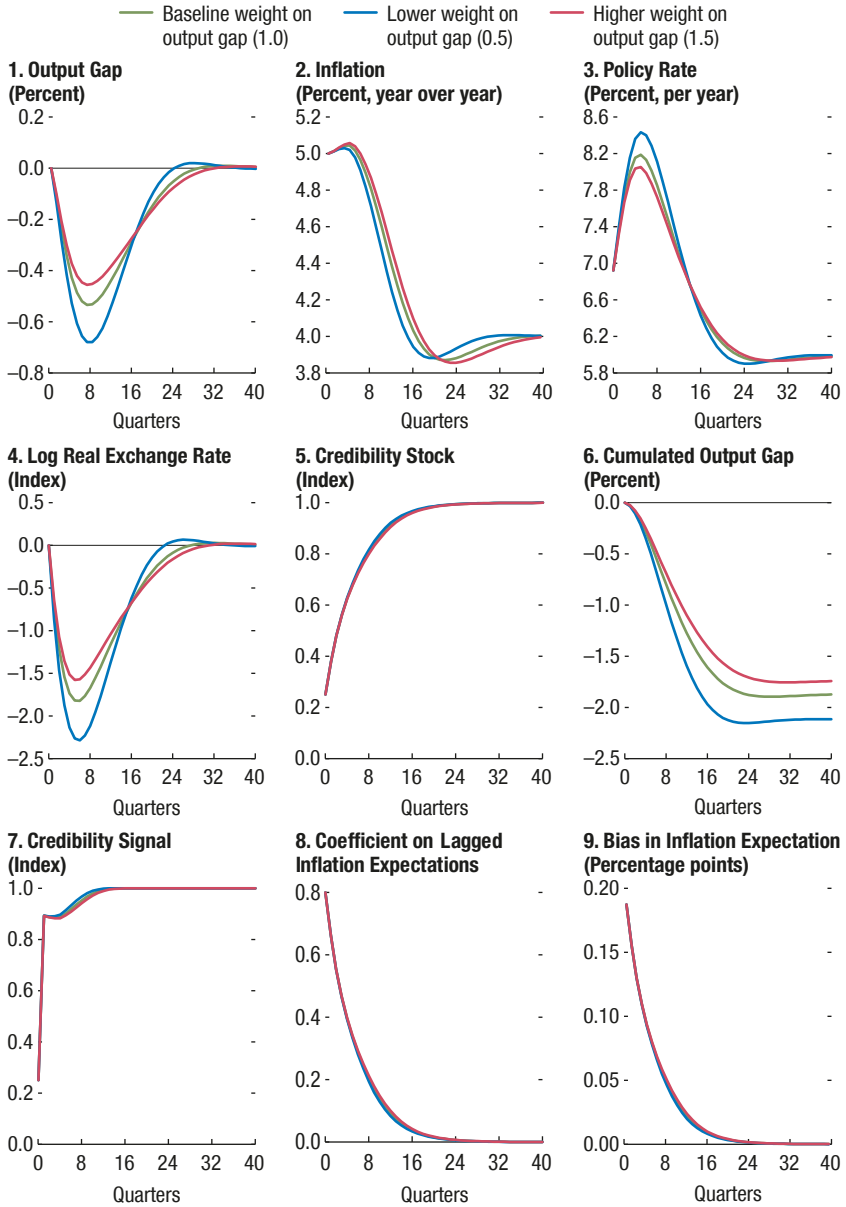 Baseline weight on
output gap (1.0)
Lower weight on
output gap (0.5)
Higher weight on
output gap (1.5)
1. Output Gap
(Percent)
0.2
0.0
−0.2
−0.4
−0.6
−0.8
0 8 16 24 32 40
Quarters
2. Inflation
(Percent, year over year)
5.2
5.0
4.8
4.6
4.4
4.2
4.0
3.8
0 8 16 24 32 40
Quarters
3. Policy Rate
(Percent, per year)
8.6
8.2
7.8
7.4
7.0
6.6
6.2
5.8
0 8 16 24 32 40
Quarters
4. Log Real Exchange Rate
(Index)
0.5
0.0
−0.5
−1.0
−1.5
−2.0
−2.5
0 8 16 24 32 40
Quarters
5. Credibility Stock
(Index)
1.0
0.8
0.6
0.4
0.2
0.0
0 8 16 24 32 40
Quarters
6. Cumulated Output Gap
(Percent)
0.0
−0.5
−1.0
−1.5
−2.0
−2.5
0 8 16 24 32 40
Quarters
7. Credibility Signal
(Index)
1.0
0.8
0.6
0.4
0.2
0.0
0 8 16 24 32 40
Quarters
8. Coefficient on Lagged
Inflation Expectations
0.8
0.6
0.4
0.2
0.0
0 8 16 24 32 40
Quarters
9. Bias in Inflation Expectation
(Percentage points)
0.20
0.15
0.10
0.05
0.00
0 8 16 24 32 40
Quarters